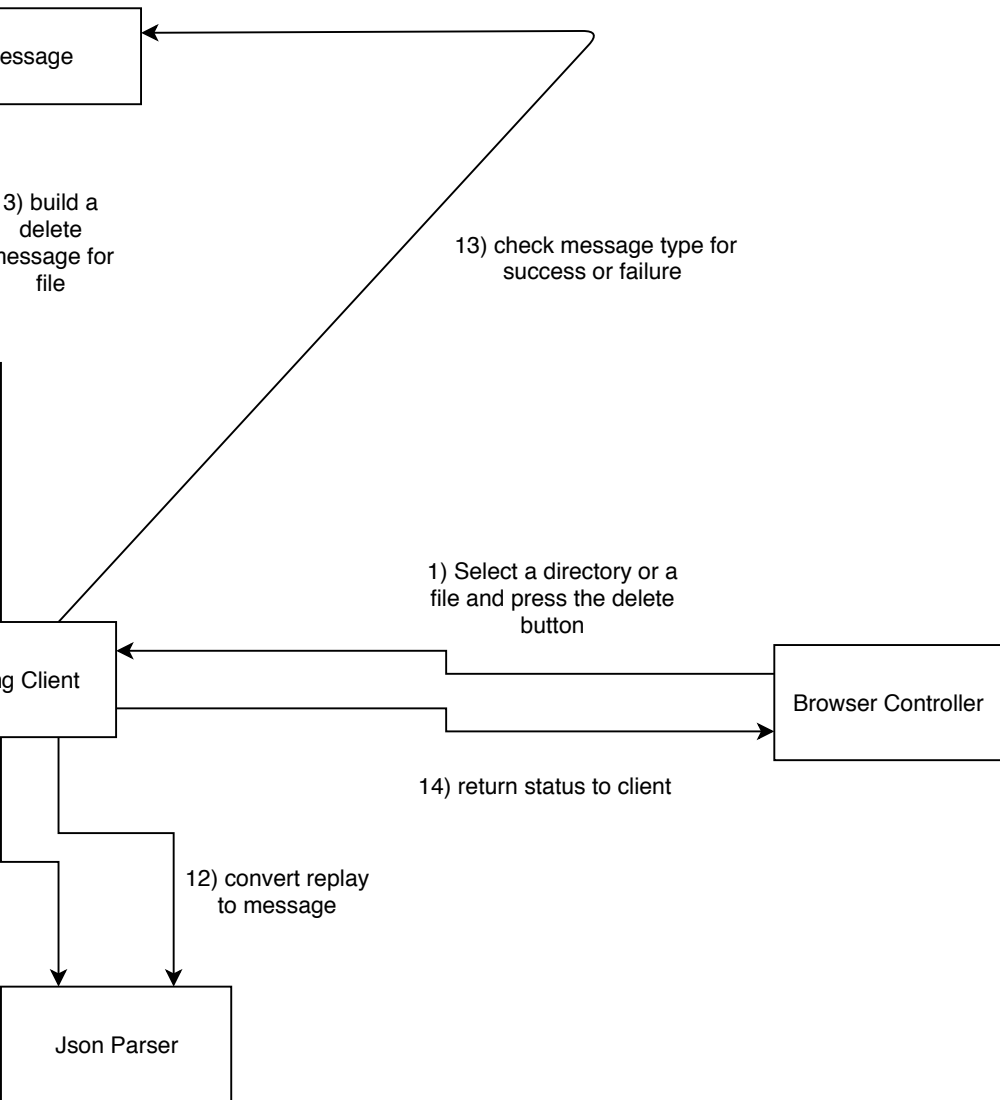 essage
3) build a
delete
message for
file
13) check message type for
success or failure
1) Select a directory or a
file and press the delete
button
g Client
Browser Controller
14) return status to client
12) convert replay
to message
Json Parser